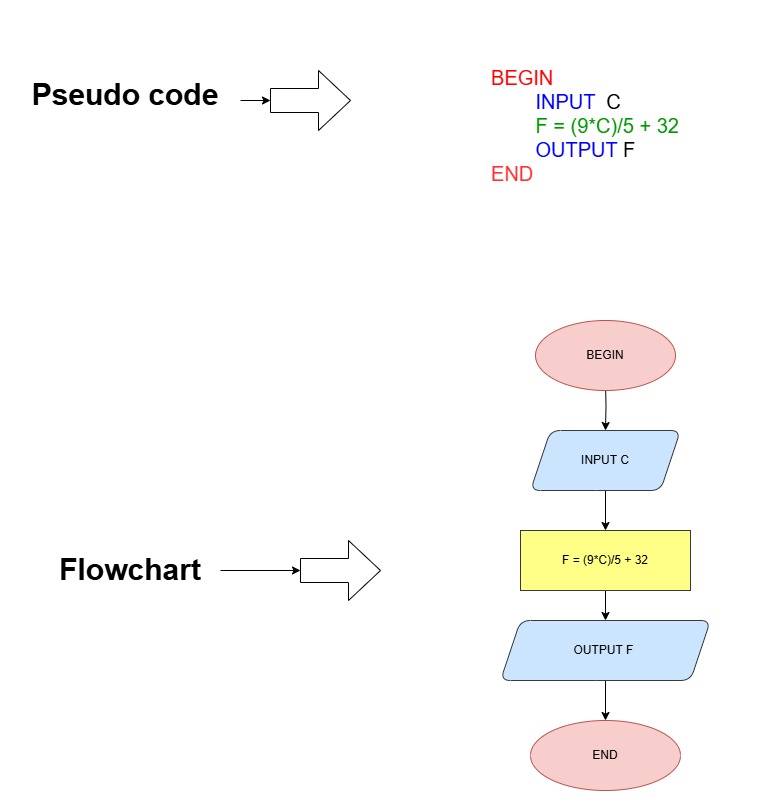 Pseudo code
BEGIN
INPUT C
F = (9*C)/5 + 32
OUTPUT F
END
BEGIN
INPUT C
F = (9*C)/5 + 32
Flowchart
OUTPUT F
END